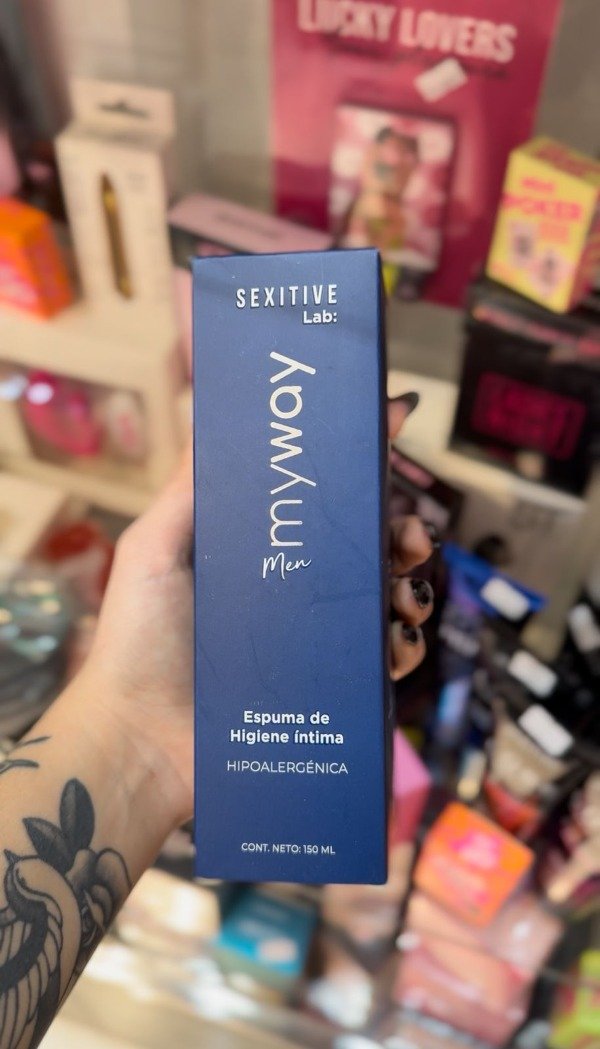 LUCKY LOVERS
POKER
SEXITIVE
Lab:
myway
Men
Espuma de
Higiene íntima
HIPOALERGÉNICA
CONT. NETO: 150 ML